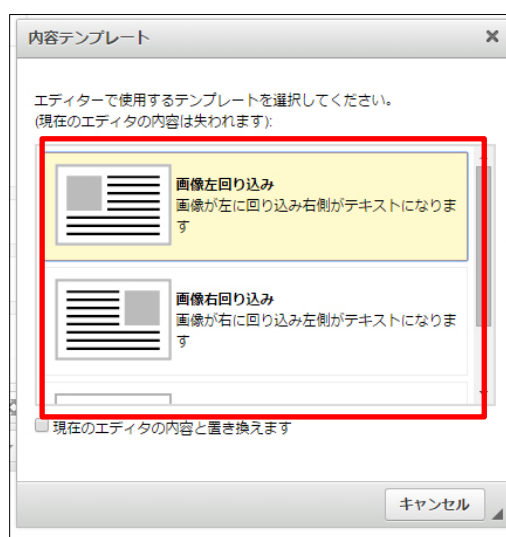 内容テンプレート
エディターで使用するテンプレートを選択してください。
(現在のエディタの内容は失われます):
画像左回り込み
画像が左に回り込み右側がテキストになりま
す
画像右回り込み
画像が右に回り込み左側がテキストになりま
す
現在のエディタの内容と置き換えます
キャンセル